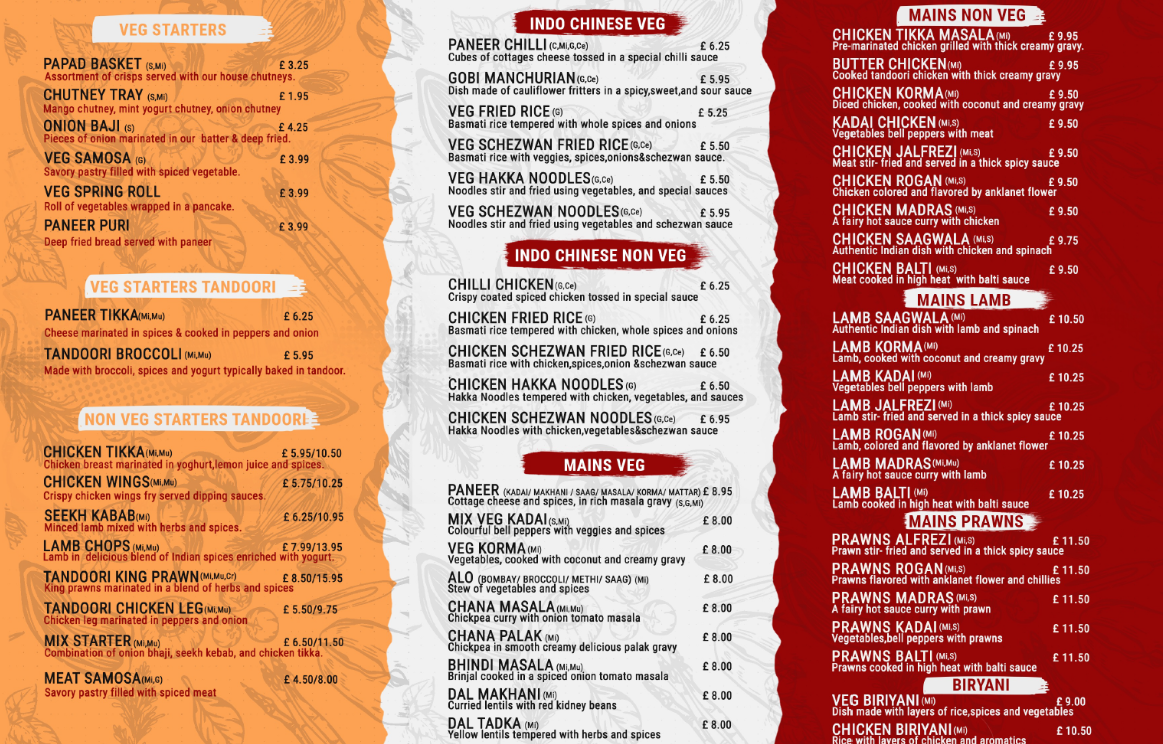 VEG STARTERS
PAPAD BASKET (S,Mi) £ 3.25
Assortment of crisps served with our house chutneys.
CHUTNEY TRAY (S,Mi) £ 1.95
Mango chutney, mint yogurt chutney, onion chutney
ONION BAJI (S) £ 4.25
Pieces of onion marinated in our batter & deep fried.
VEG SAMOSA (G) £ 3.99
Savory pastry filled with spiced vegetable.
VEG SPRING ROLL £ 3.99
Roll of vegetables wrapped in a pancake.
PANEER PURI £ 3.99
Deep fried bread served with paneer
VEG STARTERS TANDOORI
PANEER TIKKA(Mi,Mu) £ 6.25
Cheese marinated in spices & cooked in peppers and onion
TANDOORI BROCCOLI (Mi,Mu) £ 5.95
Made with broccoli, spices and yogurt typically baked in tandoor.
NON VEG STARTERS TANDOORI
CHICKEN TIKKA(Mi,Mu) £ 5.95/10.50
Chicken breast marinated in yoghurt,lemon juice and spices.
CHICKEN WINGS(Mi,Mu) £ 5.75/10.25
Crispy chicken wings fry served dipping sauces.
SEEKH KABAB(Mi) £ 6.25/10.95
Minced lamb mixed with herbs and spices.
LAMB CHOPS (Mi,Mu) £ 7.99/13.95
Lamb in delicious blend of Indian spices enriched with yogurt.
TANDOORI KING PRAWN(Mi,Mu,Cr) £ 8.50/15.95
King prawns marinated in a blend of herbs and spices
TANDOORI CHICKEN LEG(Mi,Mu) £ 5.50/9.75
Chicken leg marinated in peppers and onion
MIX STARTER (Mi,Mu) £ 6.50/11.50
Combination of onion bhaji, seekh kebab, and chicken tikka.
MEAT SAMOSA(Mi,G) £ 4.50/8.00
Savory pastry filled with spiced meat
INDO CHINESE VEG
PANEER CHILLI (C,Mi,G,Ce) £ 6.25
Cubes of cottages cheese tossed in a special chilli sauce
GOBI MANCHURIAN(G,Ce) £ 5.95
Dish made of cauliflower fritters in a spicy,sweet,and sour sauce
VEG FRIED RICE(G) £ 5.25
Basmati rice tempered with whole spices and onions
VEG SCHEZWAN FRIED RICE(G,Ce) £ 5.50
Basmati rice with veggies, spices,onions&schezwan sauce.
VEG HAKKA NOODLES(G,Ce) £ 5.50
Noodles stir and fried using vegetables, and special sauces
VEG SCHEZWAN NOODLES(G,Ce) £ 5.95
Noodles stir and fried using vegetables and schezwan sauce
INDO CHINESE NON VEG
CHILLI CHICKEN(G,Ce) £ 6.25
Crispy coated spiced chicken tossed in special sauce
CHICKEN FRIED RICE (G) £ 6.25
Basmati rice tempered with chicken, whole spices and onions
CHICKEN SCHEZWAN FRIED RICE(G,Ce) £ 6.50
Basmati rice with chicken,spices,onion &schezwan sauce
CHICKEN HAKKA NOODLES (G) £ 6.50
Hakka Noodles tempered with chicken, vegetables, and sauces
CHICKEN SCHEZWAN NOODLES(G,Ce) £ 6.95
Hakka Noodles with chicken,vegetables&schezwan sauce
MAINS VEG
PANEER (KADAI/ MAKHANI / SAAG/ MASALA/ KORMA/ MATTAR) £ 8.95
Cottage cheese and spices, in rich masala gravy (S,G,Mi)
MIX VEG KADAI(S,Mi) £ 8.00
Colourful bell peppers with veggies and spices
VEG KORMA(Mi) £ 8.00
Vegetables, cooked with coconut and creamy gravy
ALO (BOMBAY/ BROCCOLI/ METHI/ SAAG) (Mi) £ 8.00
Stew of vegetables and spices
CHANA MASALA(Mi,Mu) £ 8.00
Chickpea curry with onion tomato masala
CHANA PALAK (Mi) £ 8.00
Chickpea in smooth creamy delicious palak gravy
BHINDI MASALA (Mi,Mu) £ 8.00
Brinjal cooked in a spiced onion tomato masala
DAL MAKHANI (Mi) £ 8.00
Curried lentils with red kidney beans
DAL TADKA (Mi) £ 8.00
Yellow lentils tempered with herbs and spices
MAINS NON VEG
CHICKEN TIKKA MASALA(Mi) £ 9.95
Pre-marinated chicken grilled with thick creamy gravy.
BUTTER CHICKEN(Mi) £ 9.95
Cooked tandoori chicken with thick creamy gravy
CHICKEN KORMA(Mi) £ 9.50
Diced chicken, cooked with coconut and creamy gravy
KADAI CHICKEN (Mi,S) £ 9.50
Vegetables bell peppers with meat
CHICKEN JALFREZI (Mi,S) £ 9.50
Meat stir- fried and served in a thick spicy sauce
CHICKEN ROGAN (Mi,S) £ 9.50
Chicken colored and flavored by anklanet flower
CHICKEN MADRAS (Mi,S) £ 9.50
A fairy hot sauce curry with chicken
CHICKEN SAAGWALA (Mi,S) £ 9.75
Authentic Indian dish with chicken and spinach
CHICKEN BALTI (Mi,S) £ 9.50
Meat cooked in high heat with balti sauce
MAINS LAMB
LAMB SAAGWALA (Mi) £ 10.50
Authentic Indian dish with lamb and spinach
LAMB KORMA(Mi) £ 10.25
Lamb, cooked with coconut and creamy gravy
LAMB KADAI (Mi) £ 10.25
Vegetables bell peppers with lamb
LAMB JALFREZI (Mi) £ 10.25
Lamb stir- fried and served in a thick spicy sauce
LAMB ROGAN (Mi) £ 10.25
Lamb, colored and flavored by anklanet flower
LAMB MADRAS(Mi,Mu) £ 10.25
A fairy hot sauce curry with lamb
LAMB BALTI (Mi) £ 10.25
Lamb cooked in high heat with balti sauce
MAINS PRAWNS
PRAWNS ALFREZI (Mi,S) £ 11.50
Prawn stir- fried and served in a thick spicy sauce
PRAWNS ROGAN(Mi,S) £ 11.50
Prawns flavored with anklanet flower and chillies
PRAWNS MADRAS (Mi,S) £ 11.50
A fairy hot sauce curry with prawn
PRAWNS KADAI (Mi,S) £ 11.50
Vegetables,bell peppers with prawns
PRAWNS BALTI (Mi,S) £ 11.50
Prawns cooked in high heat with balti sauce
BIRYANI
VEG BIRIYANI (Mi) £ 9.00
Dish made with layers of rice,spices and vegetables
CHICKEN BIRIYANI(Mi) £ 10.50
Rice with layers of chicken and aromatics